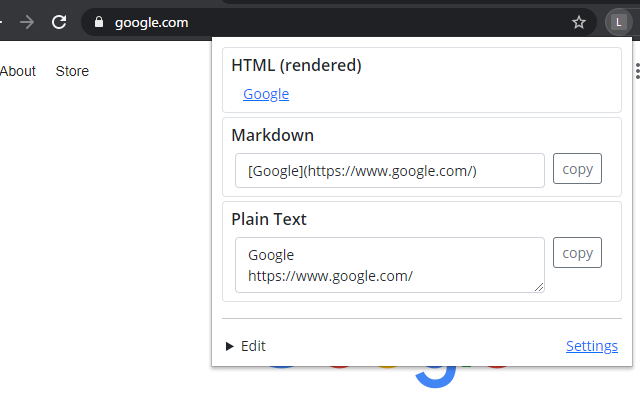 google.com
L
About Store
HTML (rendered)
Google
Markdown
[Google](https://www.google.com/)
copy
Plain Text
Google
https://www.google.com/
copy
Edit
Settings